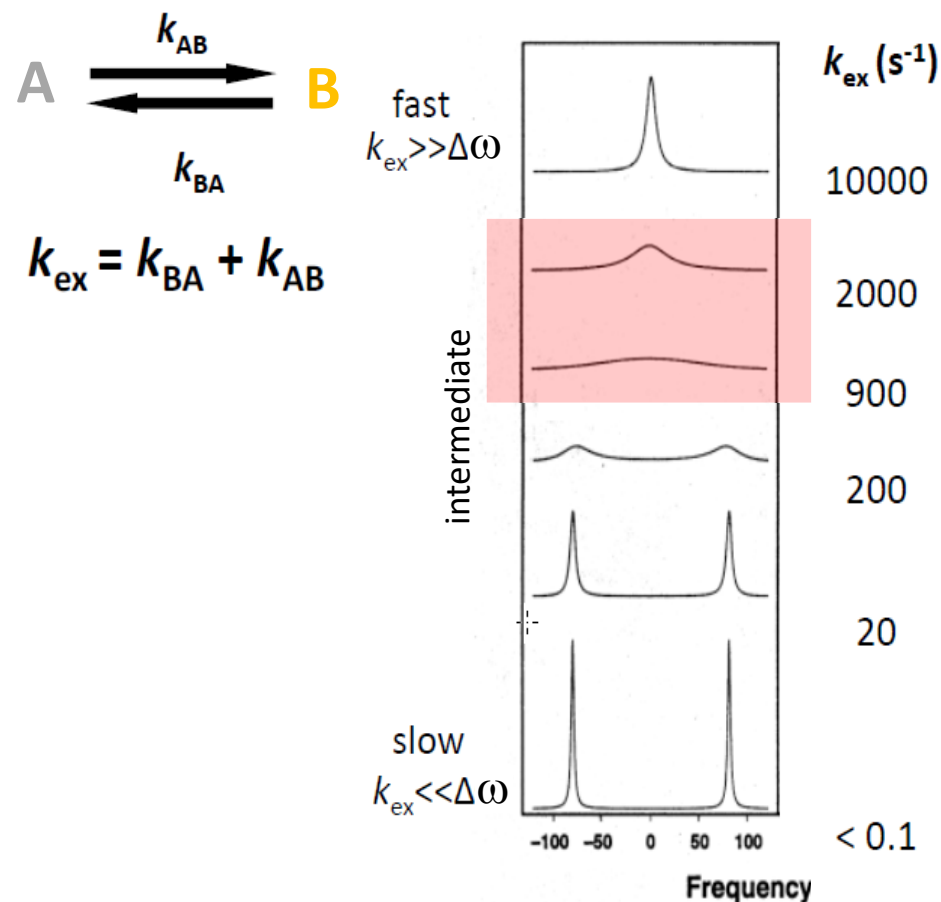 k_AB
A B
k_BA
k_ex = k_BA + k_AB
fast
k_ex>>Δω
intermediate
slow
k_ex<<Δω
k_ex (s⁻¹)
10000
2000
900
200
20
< 0.1
−100 −50 0 50 100
Frequency